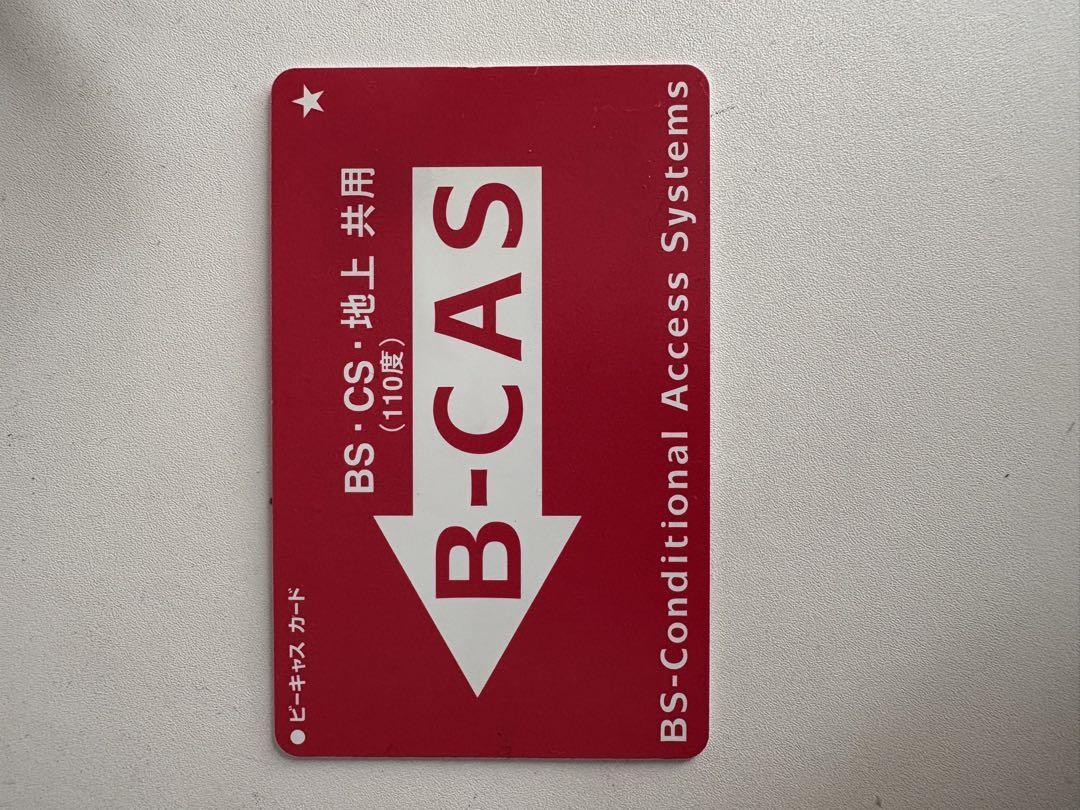 ●ビーキャス カード
★
BS・CS・地上 共用
(110度)
B-CAS
BS-Conditional Access Systems